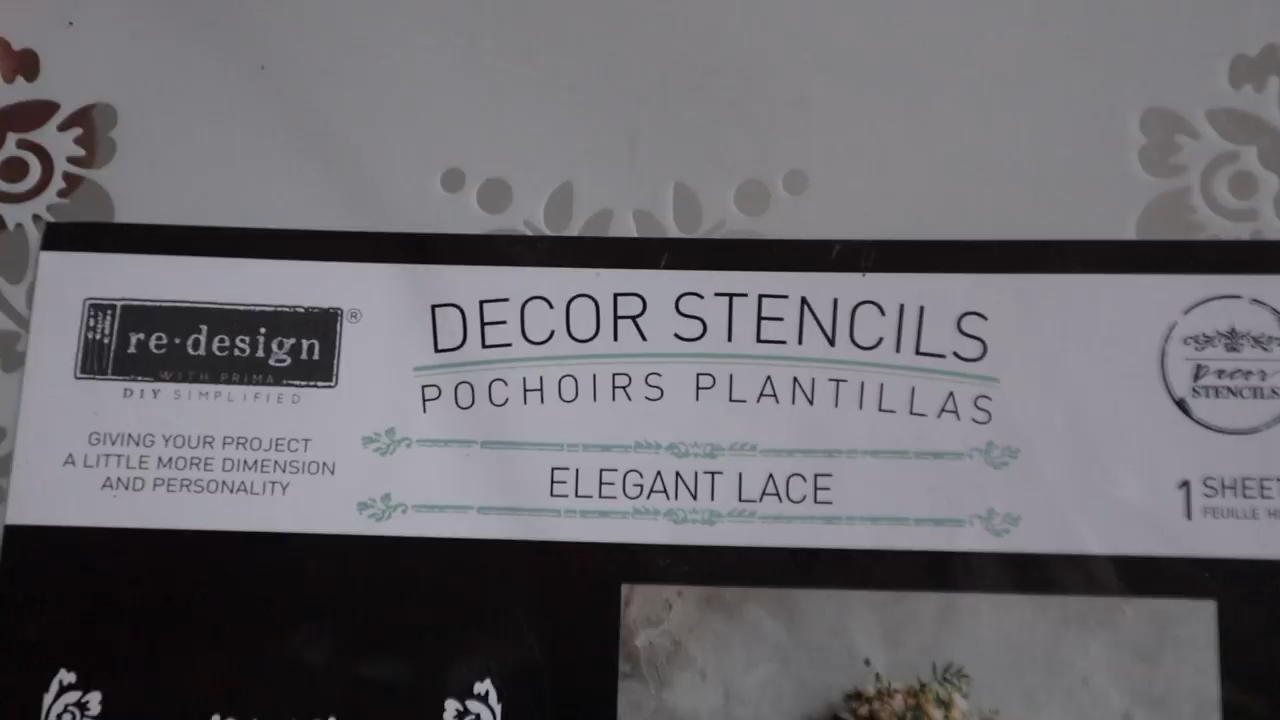 re·design
®
WITH PRIMA
DIY SIMPLIFIED
GIVING YOUR PROJECT
A LITTLE MORE DIMENSION
AND PERSONALITY
DECOR STENCILS
POCHOIRS PLANTILLAS
ELEGANT LACE
Decor
STENCILS
1 SHEET
FEUILLE